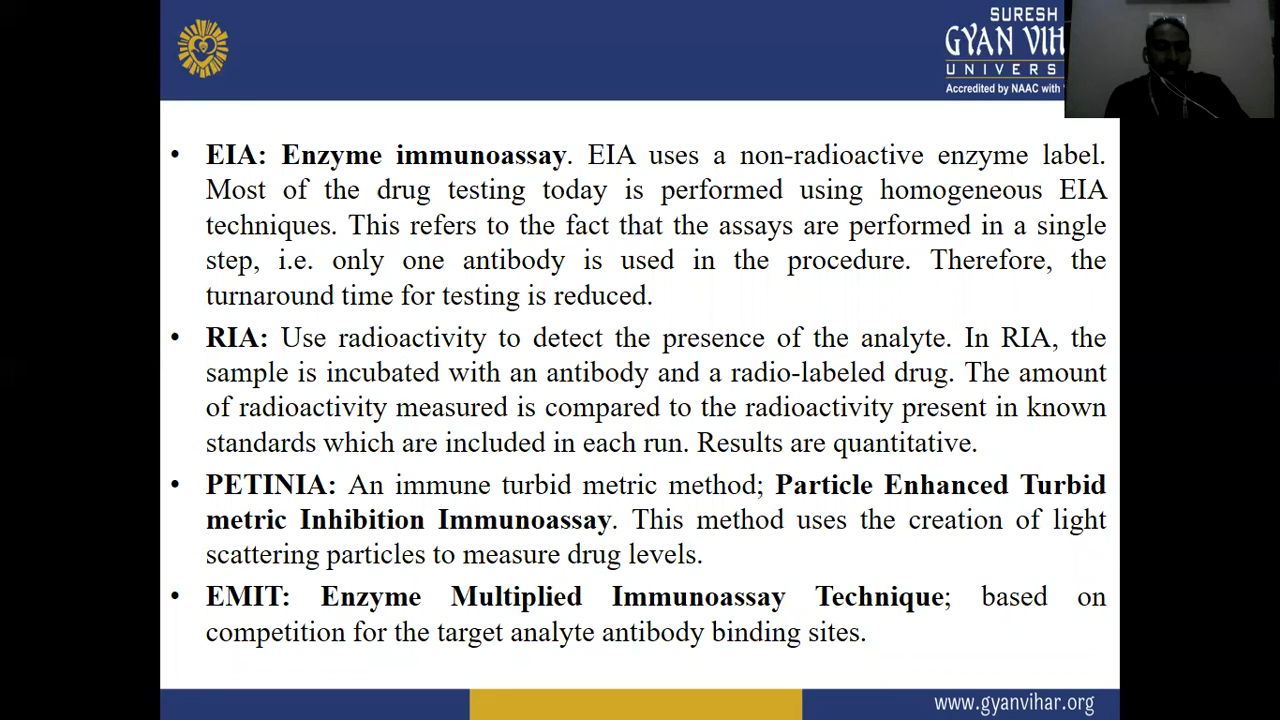 SURESH
GYAN VIH
UNIVERS
Accredited by NAAC with
• EIA: Enzyme immunoassay. EIA uses a non-radioactive enzyme label.
Most of the drug testing today is performed using homogeneous EIA
techniques. This refers to the fact that the assays are performed in a single
step, i.e. only one antibody is used in the procedure. Therefore, the
turnaround time for testing is reduced.
• RIA: Use radioactivity to detect the presence of the analyte. In RIA, the
sample is incubated with an antibody and a radio-labeled drug. The amount
of radioactivity measured is compared to the radioactivity present in known
standards which are included in each run. Results are quantitative.
• PETINIA: An immune turbid metric method; Particle Enhanced Turbid
metric Inhibition Immunoassay. This method uses the creation of light
scattering particles to measure drug levels.
• EMIT: Enzyme Multiplied Immunoassay Technique; based on
competition for the target analyte antibody binding sites.
www.gyanvihar.org